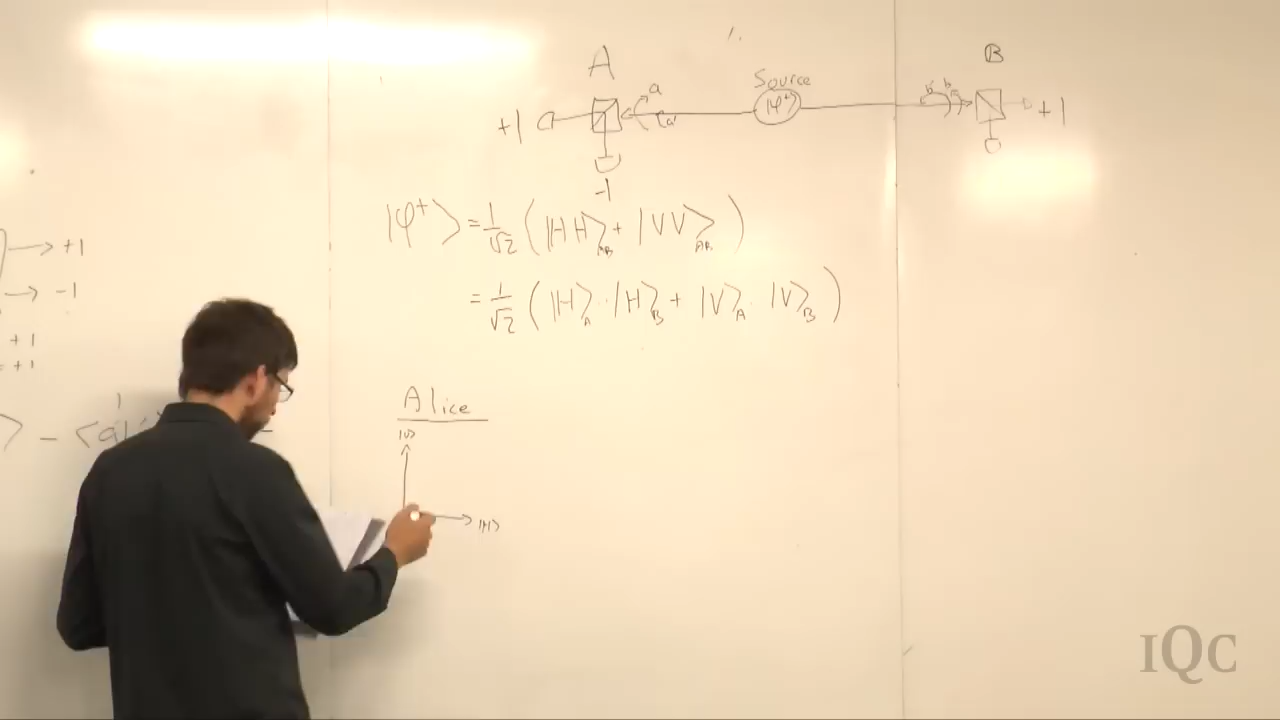 A
Source
B
+1
a
a'
|φ⁺⟩
b'
b
+1
-1
|φ⁺⟩ = 1/√2 ( |HH⟩_AB + |VV⟩_AB )
= 1/√2 ( |H⟩_A · |H⟩_B + |V⟩_A · |V⟩_B )
→ +1
→ -1
+1
= +1
⟩ - ⟨a
Alice
|V⟩
|H⟩
IQC